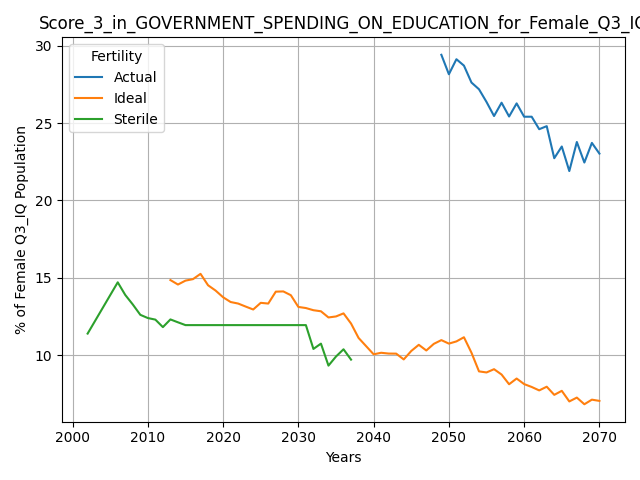 Score_3_in_GOVERNMENT_SPENDING_ON_EDUCATION_for_Female_Q3_IQ
Fertility
Actual
Ideal
Sterile
% of Female Q3_IQ Population
30
25
20
15
10
2000 2010 2020 2030 2040 2050 2060 2070
Years